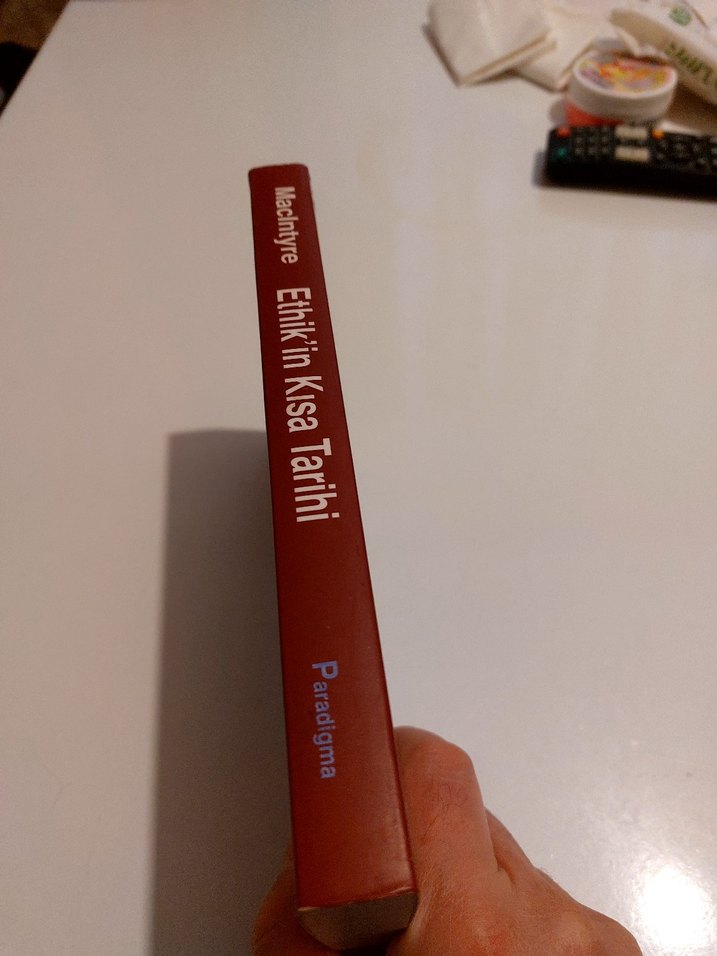 MacIntyre
Ethik'in Kısa Tarihi
Paradigma